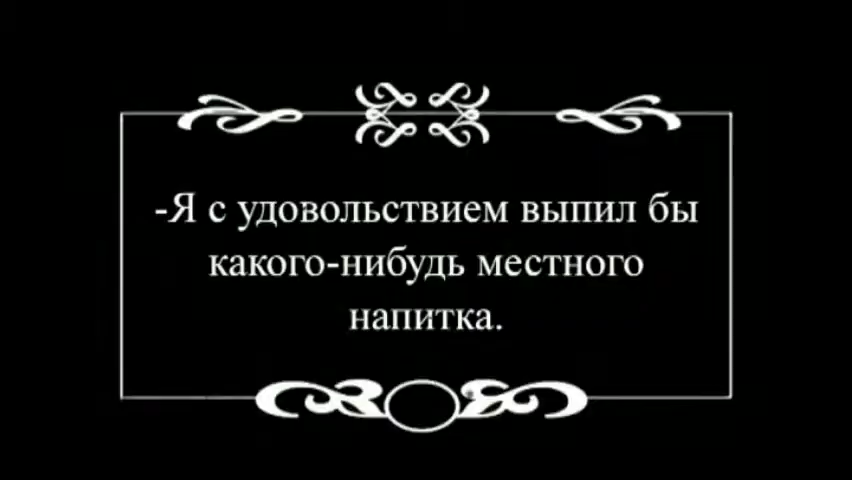 -Я с удовольствием выпил бы
какого-нибудь местного
напитка.